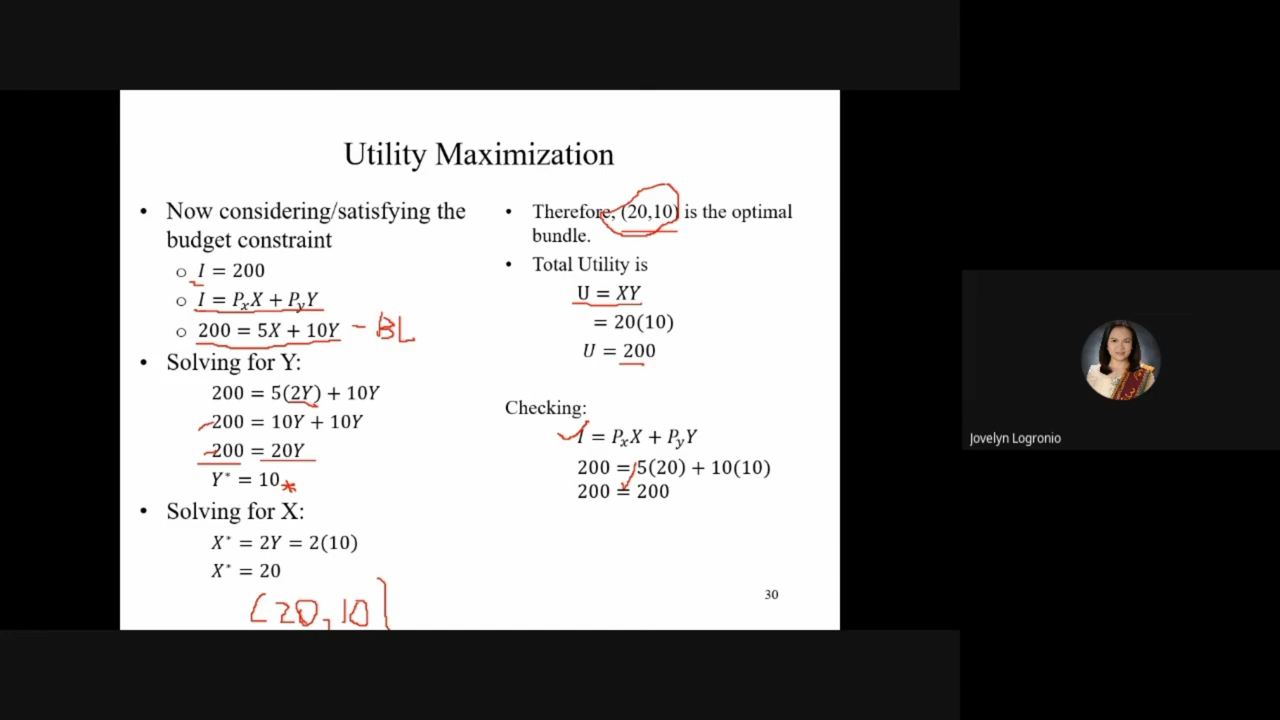 Utility Maximization
• Now considering/satisfying the
budget constraint
o I = 200
o I = PₓX + P_yY
o 200 = 5X + 10Y – BL
• Solving for Y:
200 = 5(2Y) + 10Y
200 = 10Y + 10Y
200 = 20Y
Y* = 10 *
• Solving for X:
X* = 2Y = 2(10)
X* = 20
(20,10)
• Therefore, (20,10) is the optimal
bundle.
• Total Utility is
U = XY
= 20(10)
U = 200
Checking:
I = PₓX + P_yY
200 = 5(20) + 10(10)
200 = 200
30
Jovelyn Logronio